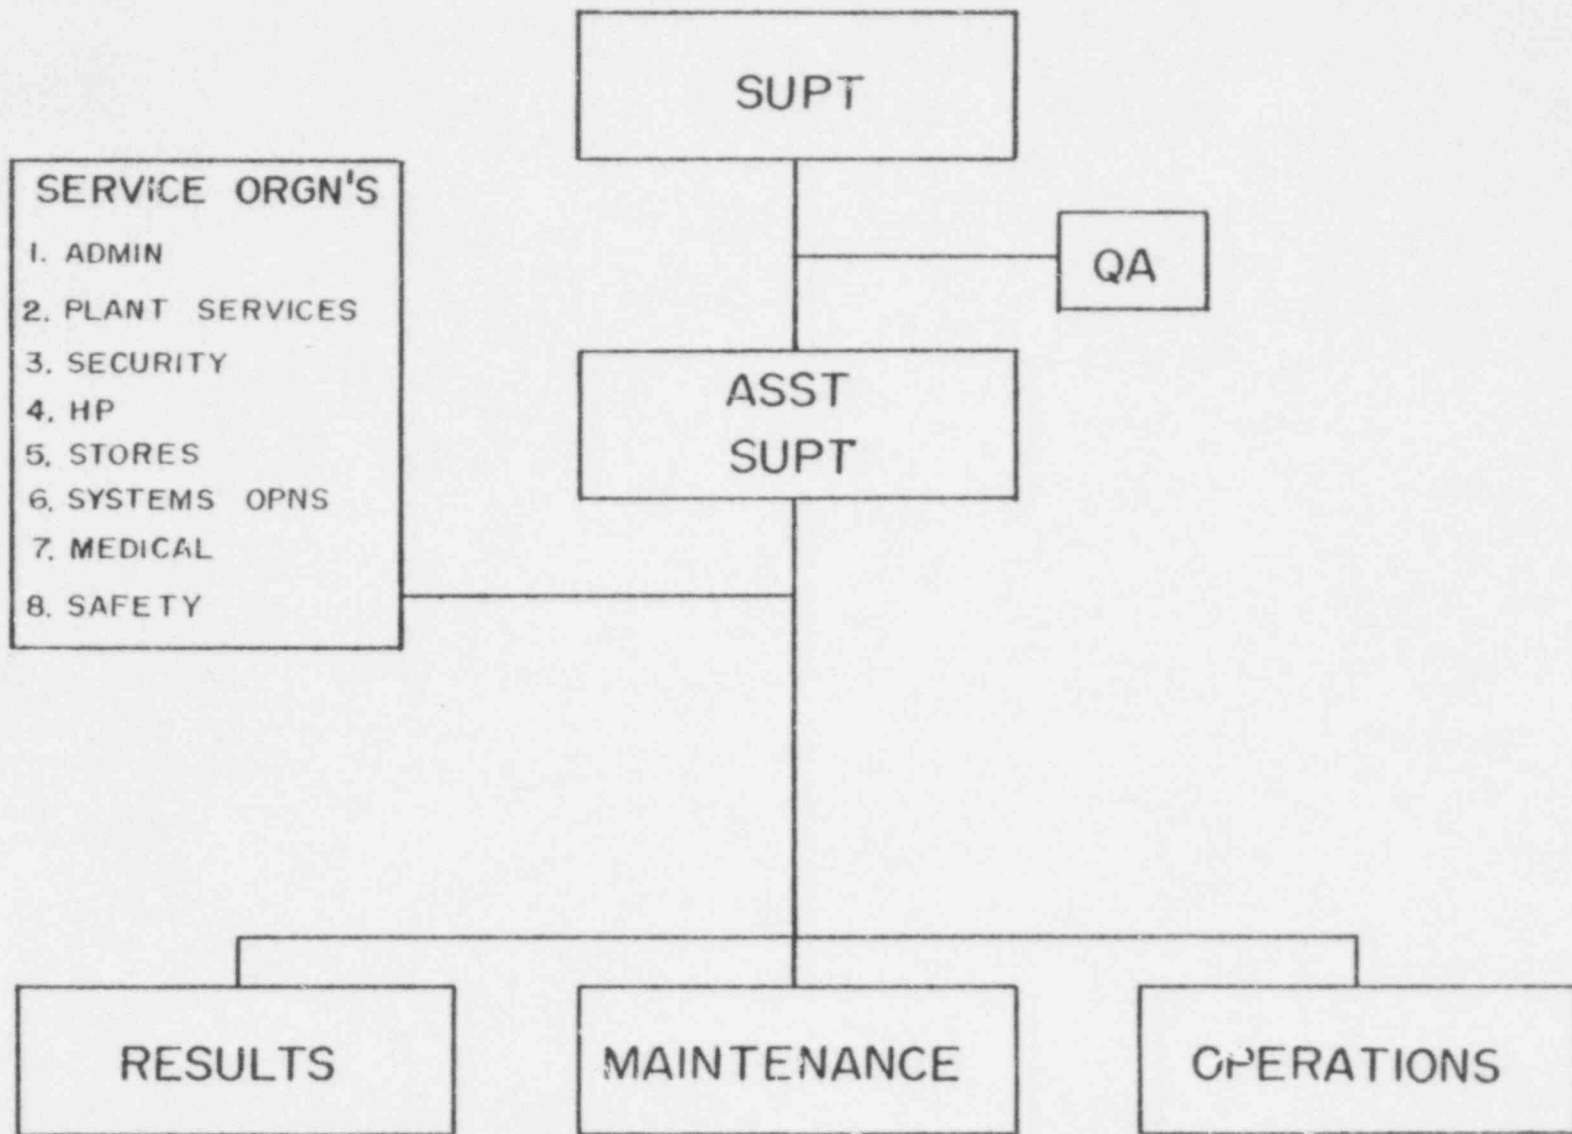 SUPT
SERVICE ORGN'S
1. ADMIN
2. PLANT SERVICES
3. SECURITY
4. HP
5. STORES
6. SYSTEMS OPNS
7. MEDICAL
8. SAFETY
QA
ASST
SUPT
RESULTS
MAINTENANCE
OPERATIONS